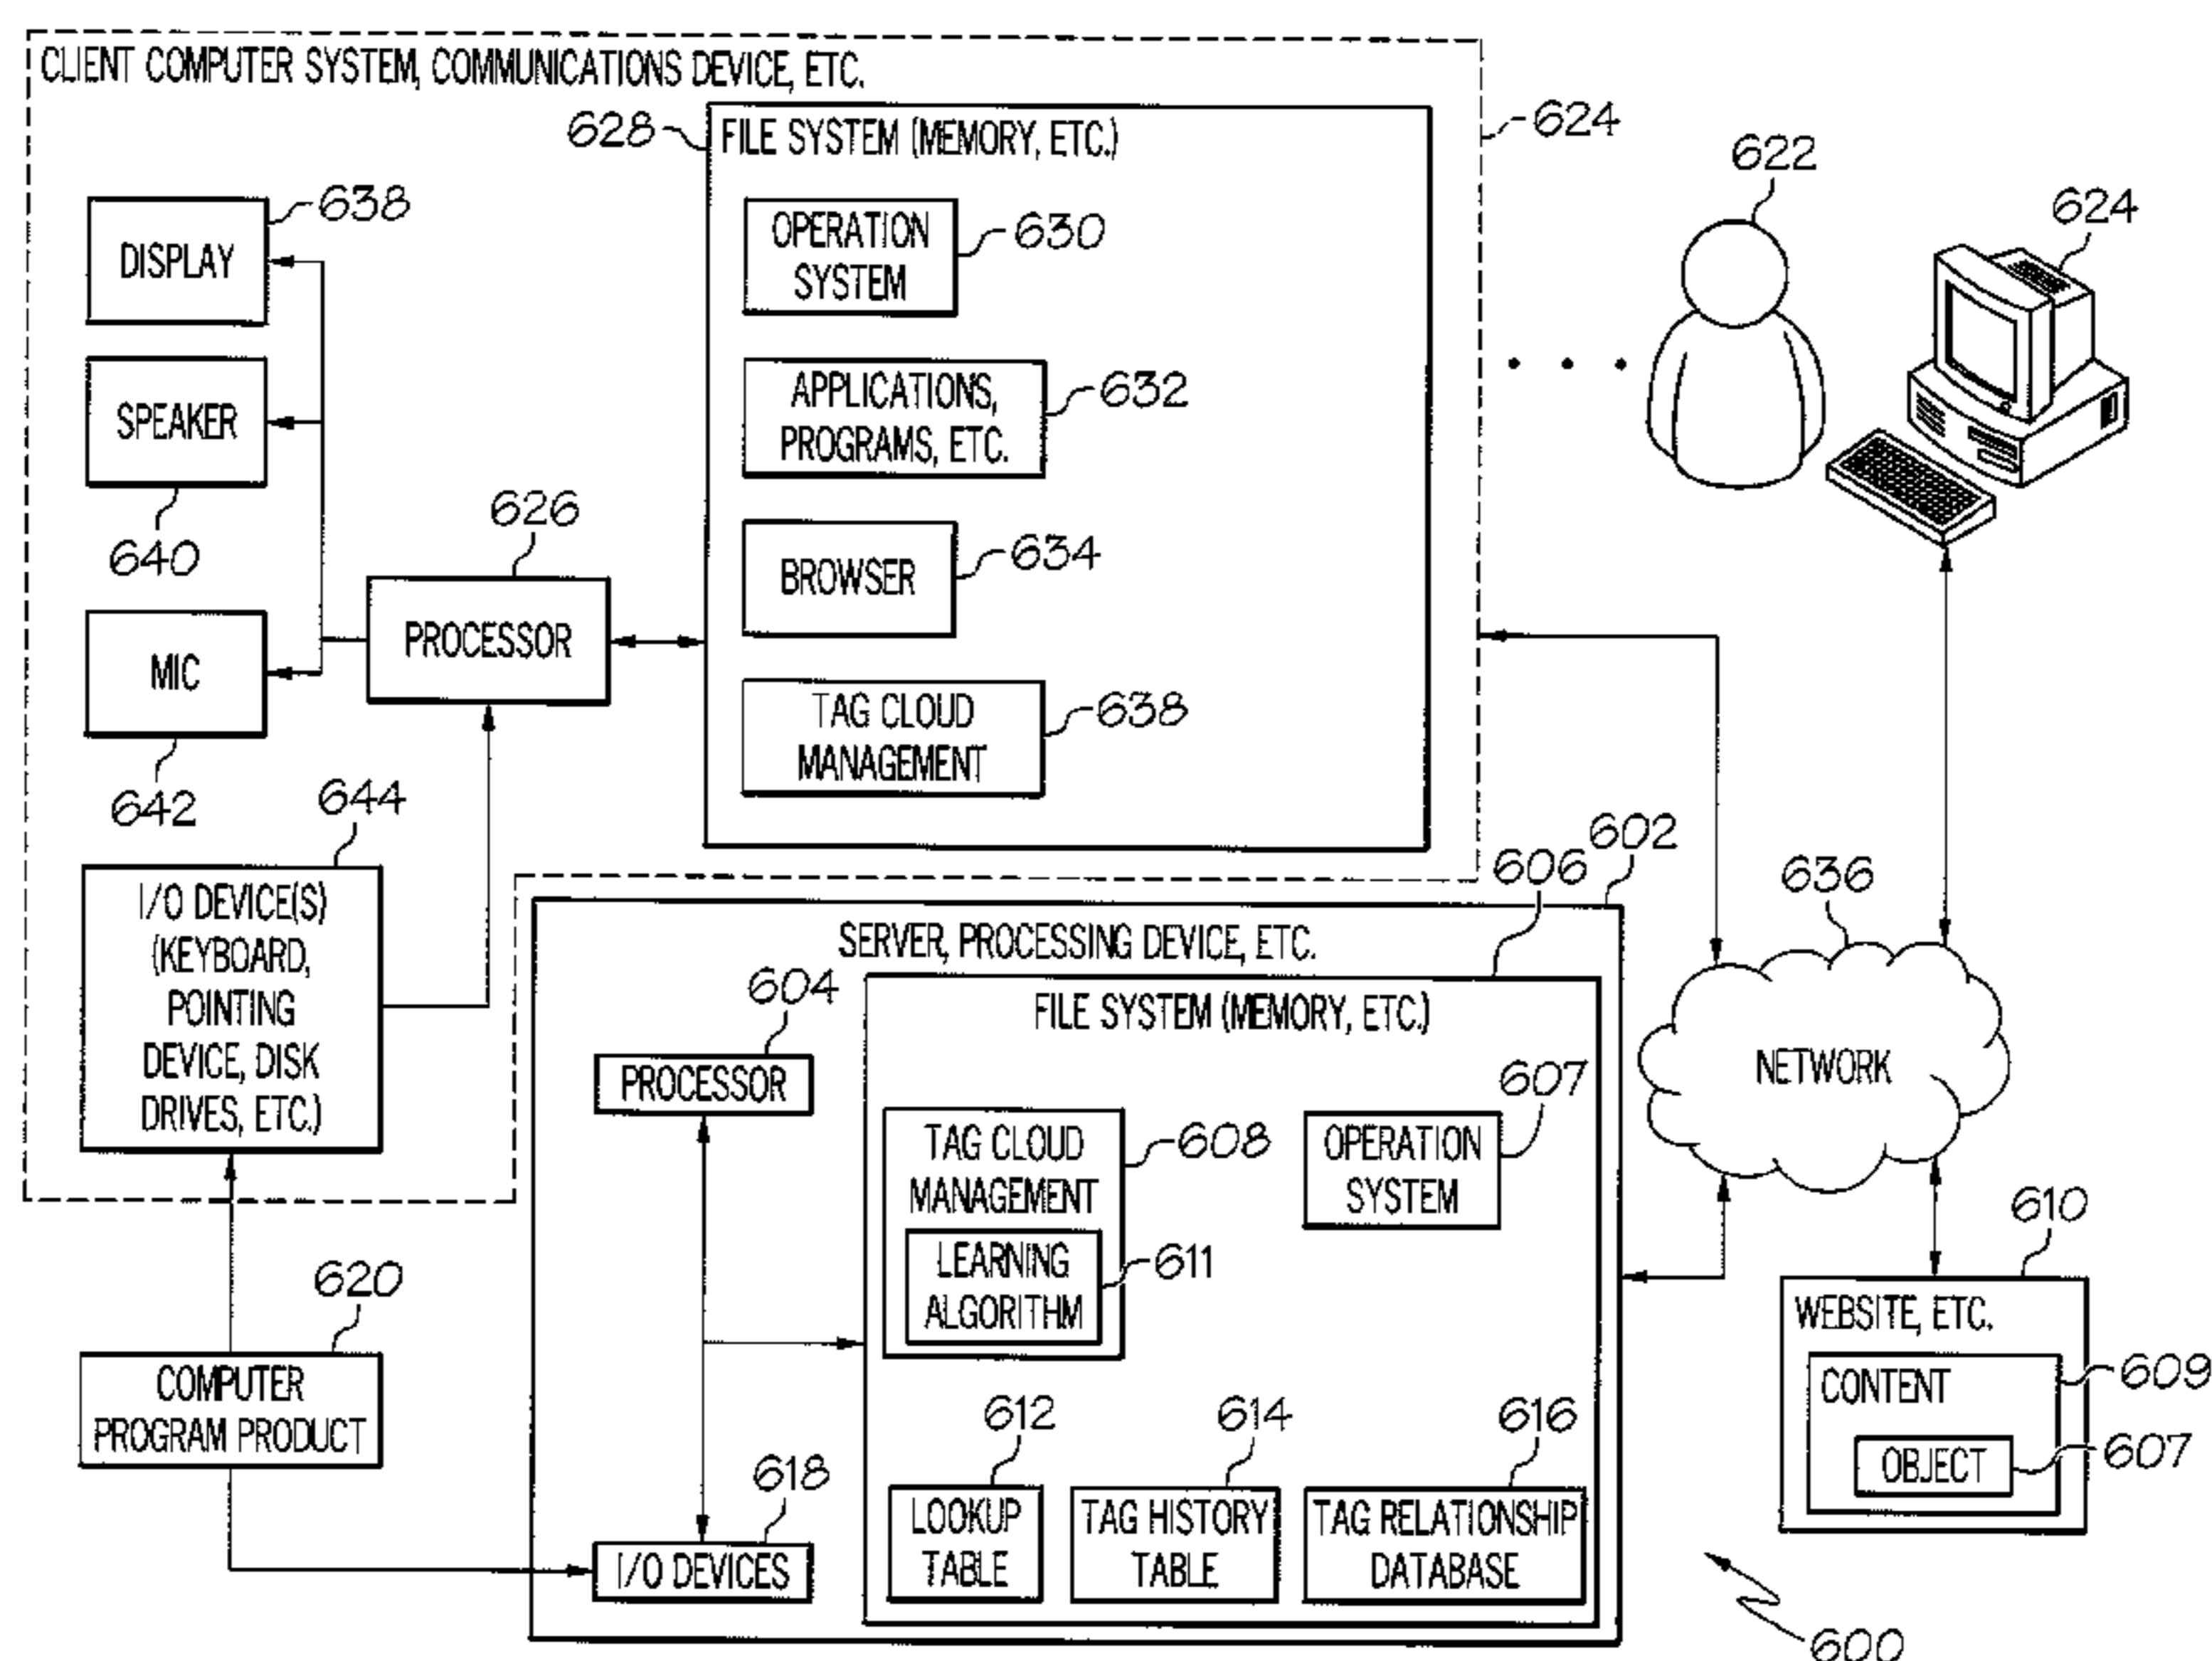 CLIENT COMPUTER SYSTEM, COMMUNICATIONS DEVICE, ETC.
628
FILE SYSTEM (MEMORY, ETC.)
624
622
624
638
DISPLAY
OPERATION
SYSTEM
630
SPEAKER
640
APPLICATIONS,
PROGRAMS, ETC.
632
626
PROCESSOR
BROWSER
634
MIC
642
TAG CLOUD
MANAGEMENT
638
644
I/O DEVICE(S)
(KEYBOARD,
POINTING
DEVICE, DISK
DRIVES, ETC.)
602
606
SERVER, PROCESSING DEVICE, ETC.
604
PROCESSOR
FILE SYSTEM (MEMORY, ETC.)
636
NETWORK
607
TAG CLOUD
MANAGEMENT
608
OPERATION
SYSTEM
LEARNING
ALGORITHM
611
610
WEBSITE, ETC.
CONTENT
609
OBJECT
607
620
COMPUTER
PROGRAM PRODUCT
618
I/O DEVICES
612
LOOKUP
TABLE
614
TAG HISTORY
TABLE
616
TAG RELATIONSHIP
DATABASE
600